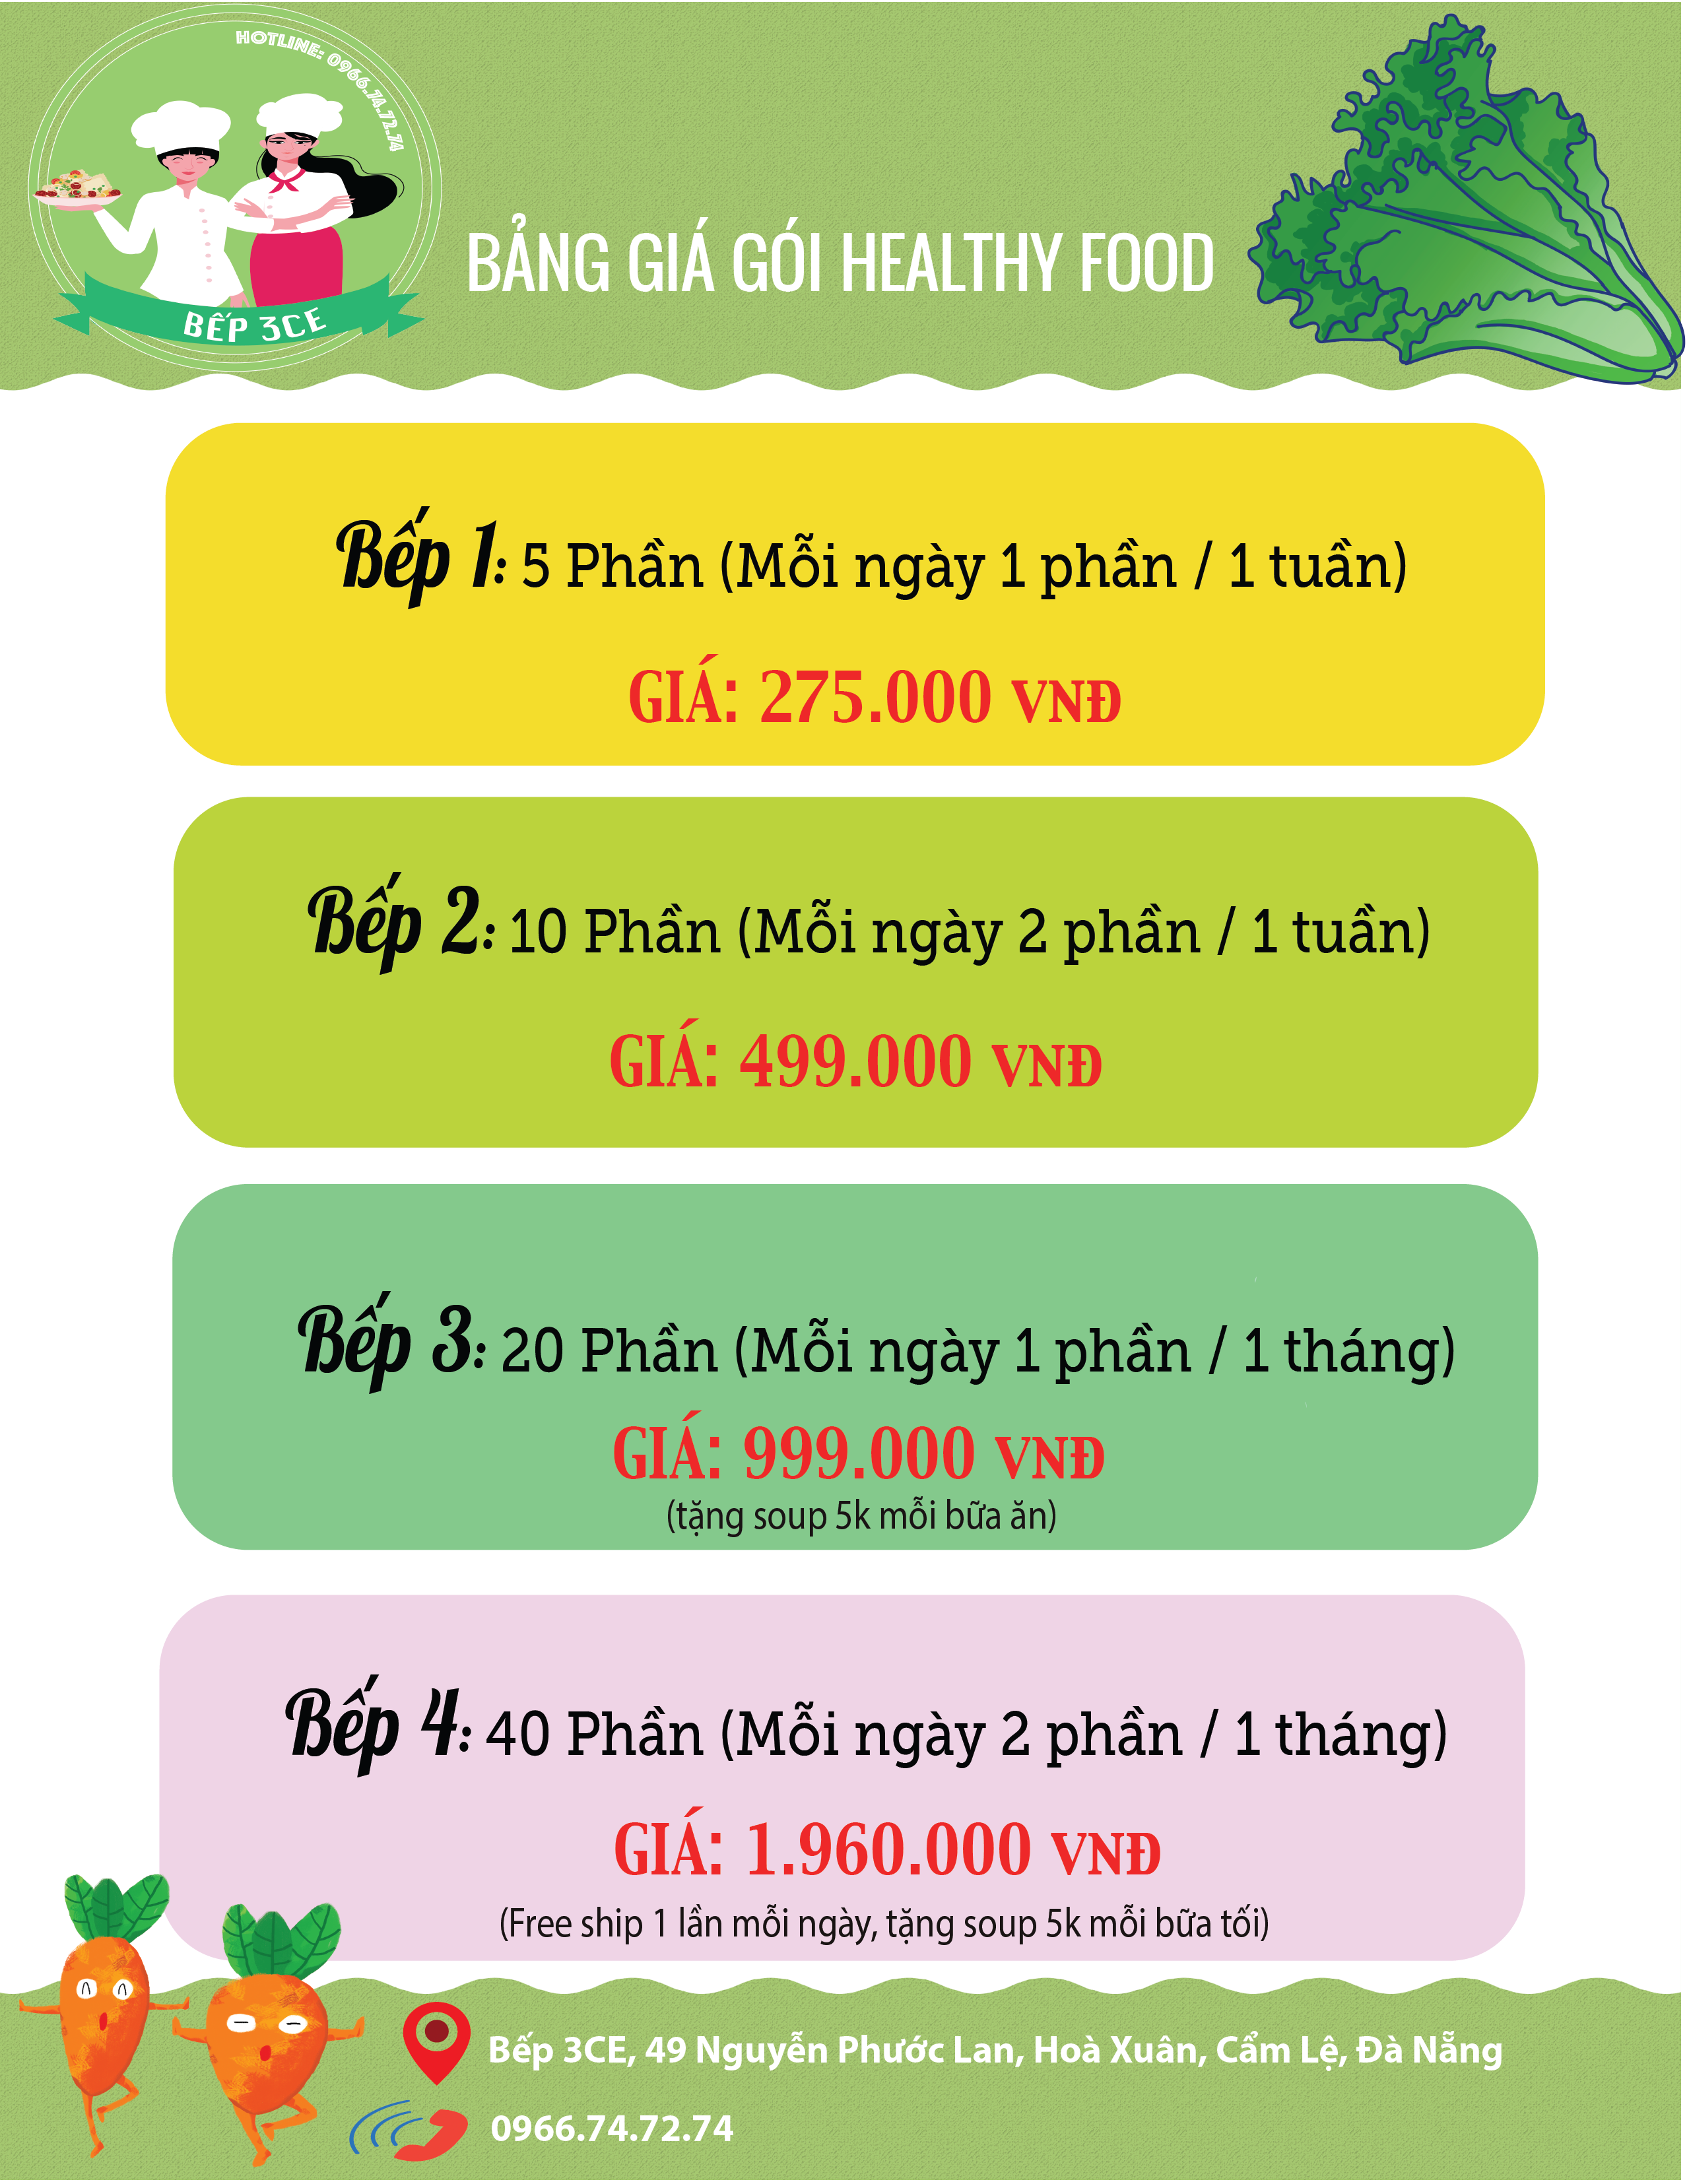 HOTLINE: 0966.74.72.74
BẾP 3CE
BẢNG GIÁ GÓI HEALTHY FOOD
Bếp 1: 5 Phần (Mỗi ngày 1 phần / 1 tuần)
GIÁ: 275.000 VNĐ
Bếp 2: 10 Phần (Mỗi ngày 2 phần / 1 tuần)
GIÁ: 499.000 VNĐ
Bếp 3: 20 Phần (Mỗi ngày 1 phần / 1 tháng)
GIÁ: 999.000 VNĐ
(tặng soup 5k mỗi bữa ăn)
Bếp 4: 40 Phần (Mỗi ngày 2 phần / 1 tháng)
GIÁ: 1.960.000 VNĐ
(Free ship 1 lần mỗi ngày, tặng soup 5k mỗi bữa tối)
Bếp 3CE, 49 Nguyễn Phước Lan, Hoà Xuân, Cẩm Lệ, Đà Nẵng
0966.74.72.74